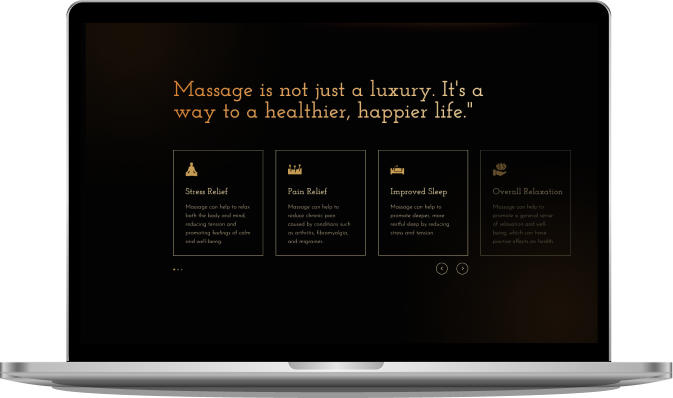 Massage is not just a luxury. It's a
way to a healthier, happier life."
Stress Relief
Massage can help to relax
both the body and mind,
reducing tension and
promoting feelings of calm
and well-being.
Pain Relief
Massage can help to
reduce chronic pain
caused by conditions such
as arthritis, fibromyalgia,
and migraines.
Improved Sleep
Massage can help to
promote deeper, more
restful sleep by reducing
stress and tension.
Overall Relaxation
Massage can help to
promote a general sense
of relaxation and well-
being, which can have
positive effects on health.